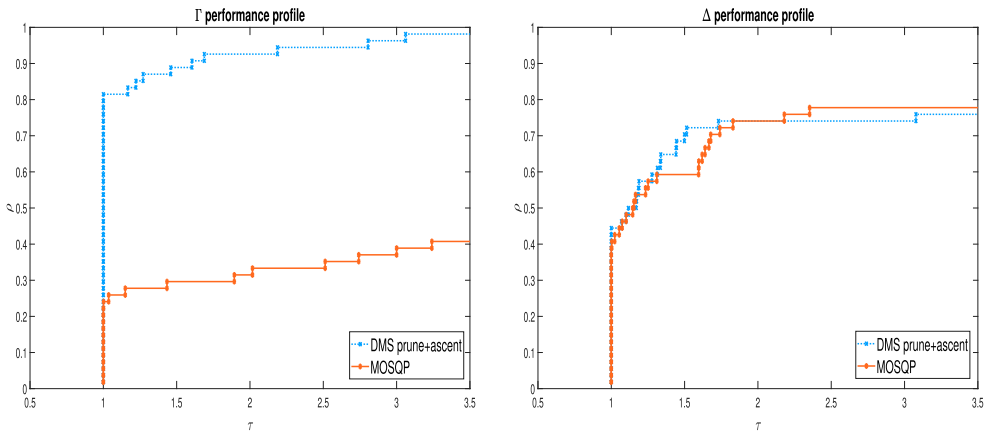 Γ performance profile
ρ
1
0.9
0.8
0.7
0.6
0.5
0.4
0.3
0.2
0.1
0
0.5 1 1.5 2 2.5 3 3.5
τ
DMS prune+ascent
MOSQP
Δ performance profile
ρ
1
0.9
0.8
0.7
0.6
0.5
0.4
0.3
0.2
0.1
0
0.5 1 1.5 2 2.5 3 3.5
τ
DMS prune+ascent
MOSQP